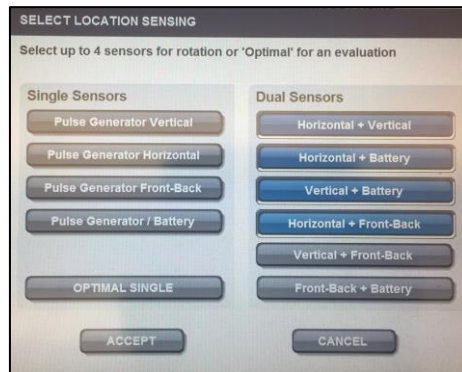 SELECT LOCATION SENSING
Select up to 4 sensors for rotation or 'Optimal' for an evaluation
Single Sensors
Pulse Generator Vertical
Pulse Generator Horizontal
Pulse Generator Front-Back
Pulse Generator / Battery
OPTIMAL SINGLE
Dual Sensors
Horizontal + Vertical
Horizontal + Battery
Vertical + Battery
Horizontal + Front-Back
Vertical + Front-Back
Front-Back + Battery
ACCEPT
CANCEL